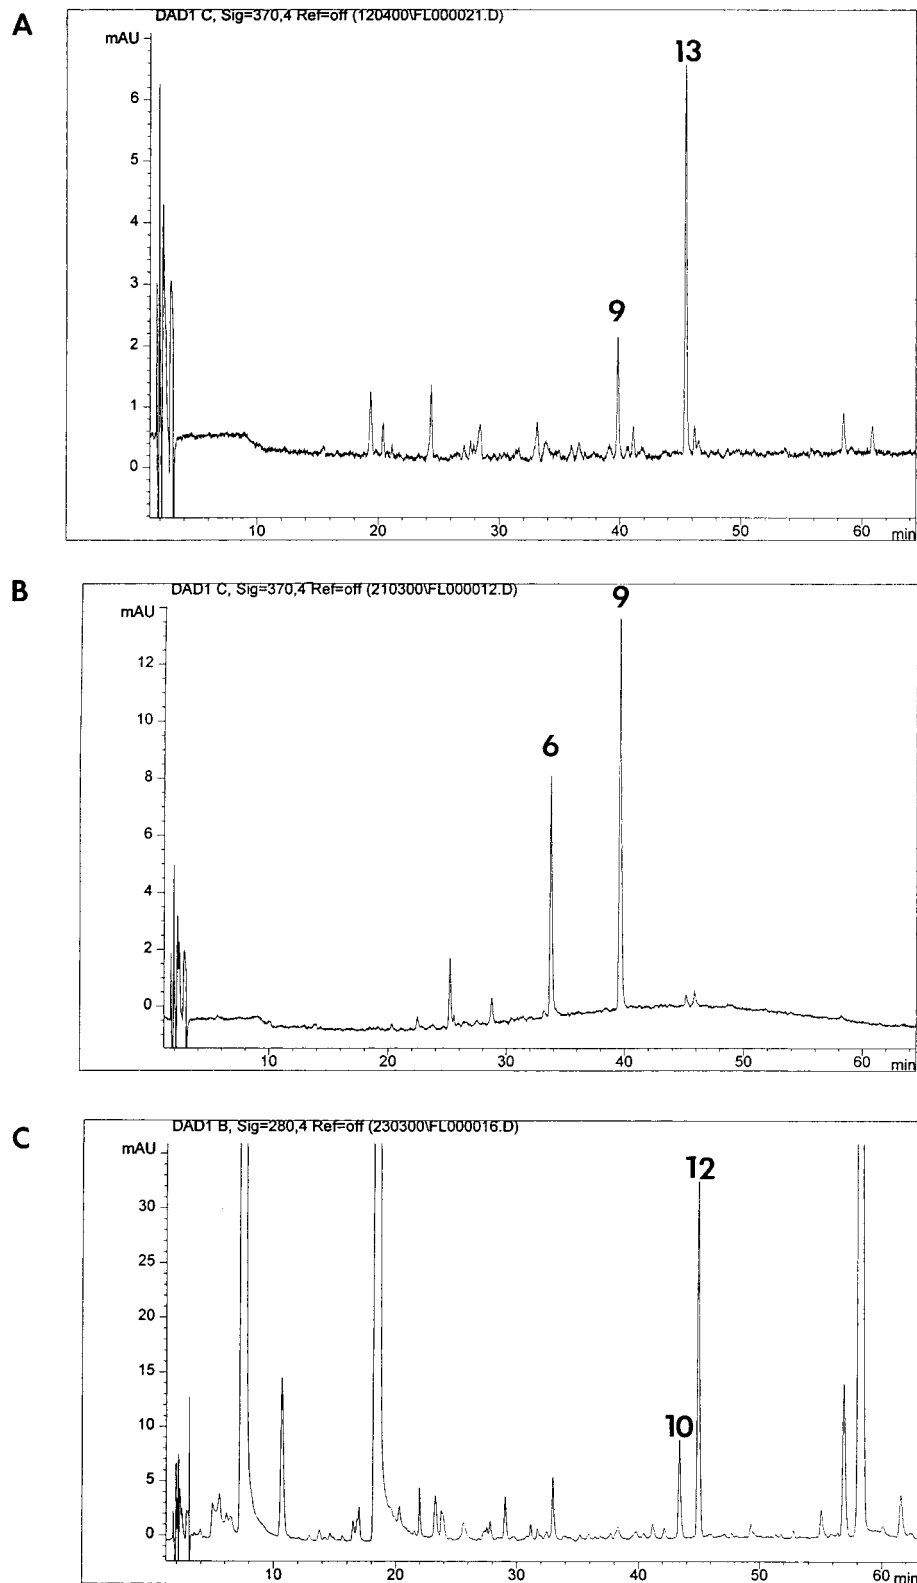 A
DAD1 C, Sig=370,4 Ref=off (120400\FL000021.D)
mAU
13
6
5
4
3
9
2
1
0
10 20 30 40 50 60 min
B
DAD1 C, Sig=370,4 Ref=off (210300\FL000012.D)
mAU
9
12
10
6
8
6
4
2
0
10 20 30 40 50 60 min
C
DAD1 B, Sig=280,4 Ref=off (230300\FL000016.D)
mAU
12
30
25
20
15
10
10
5
0
10 20 30 40 50 60 min